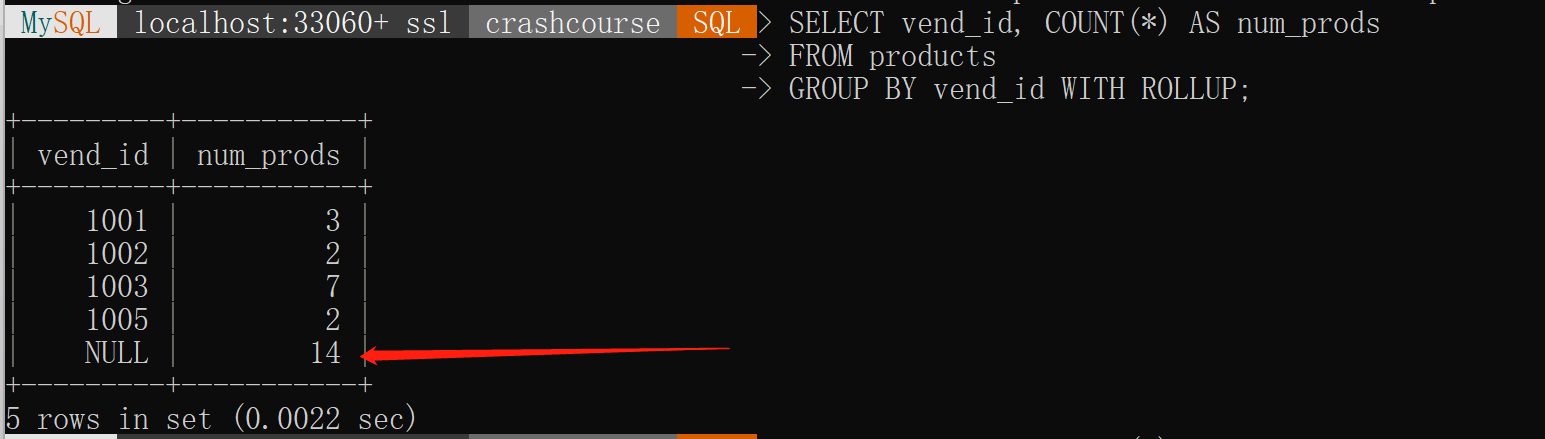 MySQL localhost:33060+ ssl crashcourse SQL > SELECT vend_id, COUNT(*) AS num_prods
-> FROM products
-> GROUP BY vend_id WITH ROLLUP;
+---------+-----------+
| vend_id | num_prods |
+---------+-----------+
| 1001 | 3 |
| 1002 | 2 |
| 1003 | 7 |
| 1005 | 2 |
| NULL | 14 |
+---------+-----------+
5 rows in set (0.0022 sec)